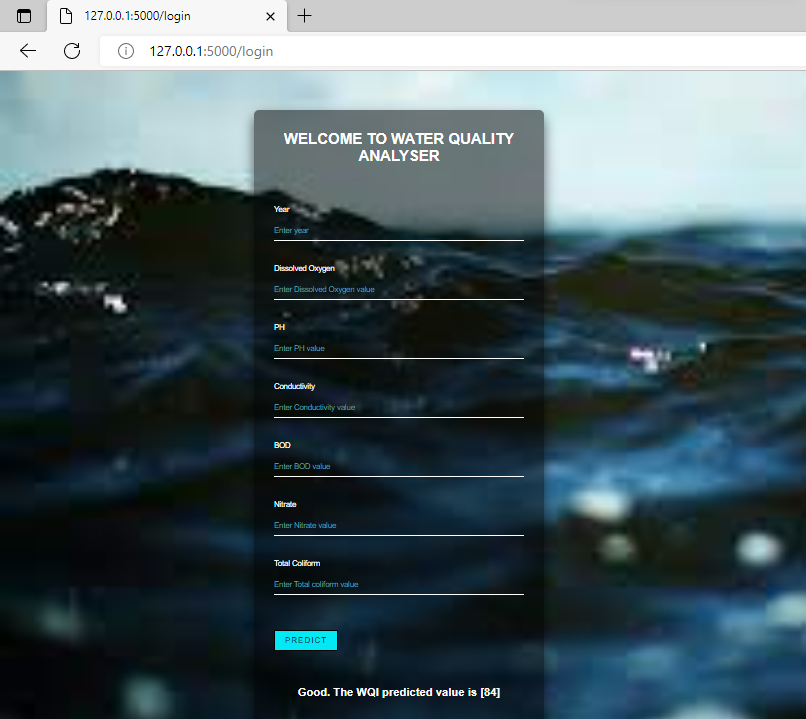 127.0.0.1:5000/login
127.0.0.1:5000/login
WELCOME TO WATER QUALITY
ANALYSER
Year
Enter year
Dissolved Oxygen
Enter Dissolved Oxygen value
PH
Enter PH value
Conductivity
Enter Conductivity value
BOD
Enter BOD value
Nitrate
Enter Nitrate value
Total Coliform
Enter Total coliform value
PREDICT
Good. The WQI predicted value is [84]